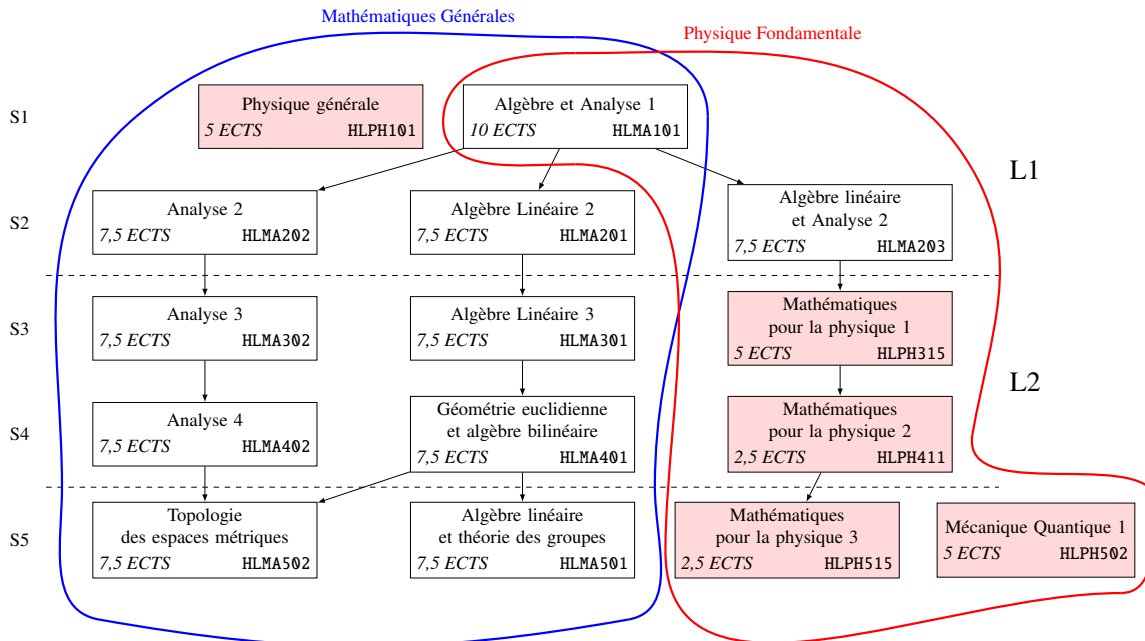 Mathématiques Générales
Physique Fondamentale
S1
Physique générale
5 ECTS HLPH101
Algèbre et Analyse 1
10 ECTS HLMA101
L1
S2
Analyse 2
7,5 ECTS HLMA202
Algèbre Linéaire 2
7,5 ECTS HLMA201
Algèbre linéaire
et Analyse 2
7,5 ECTS HLMA203
S3
Analyse 3
7,5 ECTS HLMA302
Algèbre Linéaire 3
7,5 ECTS HLMA301
Mathématiques
pour la physique 1
5 ECTS HLPH315
L2
S4
Analyse 4
7,5 ECTS HLMA402
Géométrie euclidienne
et algèbre bilinéaire
7,5 ECTS HLMA401
Mathématiques
pour la physique 2
2,5 ECTS HLPH411
S5
Topologie
des espaces métriques
7,5 ECTS HLMA502
Algèbre linéaire
et théorie des groupes
7,5 ECTS HLMA501
Mathématiques
pour la physique 3
2,5 ECTS HLPH515
Mécanique Quantique 1
5 ECTS HLPH502